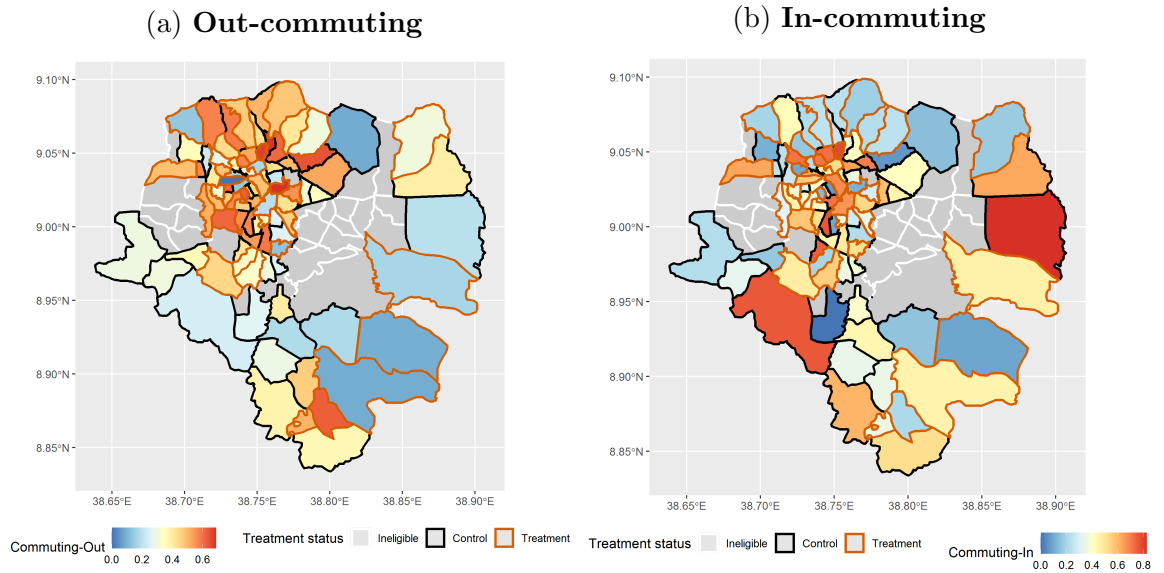 (a) Out-commuting
(b) In-commuting
9.10°N
9.05°N
9.00°N
8.95°N
8.90°N
8.85°N
38.65°E 38.70°E 38.75°E 38.80°E 38.85°E 38.90°E
9.10°N
9.05°N
9.00°N
8.95°N
8.90°N
8.85°N
38.65°E 38.70°E 38.75°E 38.80°E 38.85°E 38.90°E
Commuting-Out
0.0 0.2 0.4 0.6
Treatment status Ineligible Control Treatment
Treatment status Ineligible Control Treatment
Commuting-In
0.0 0.2 0.4 0.6 0.8